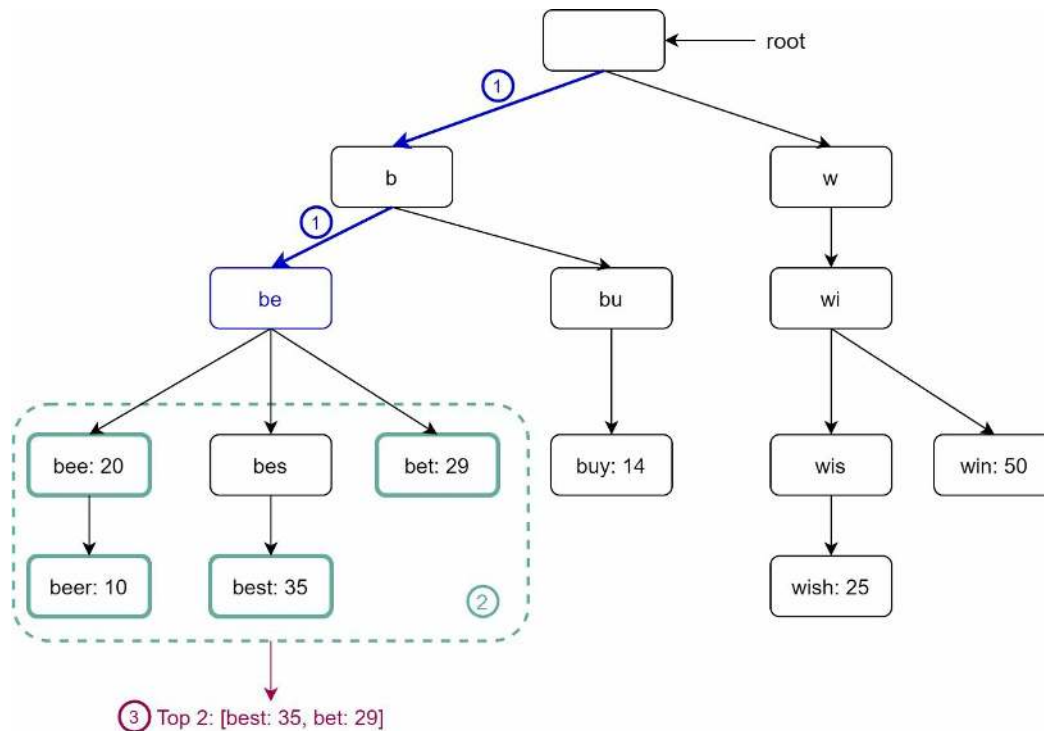 root
1
b
w
1
be
bu
wi
bee: 20
bes
bet: 29
buy: 14
wis
win: 50
beer: 10
best: 35
2
wish: 25
3 Top 2: [best: 35, bet: 29]